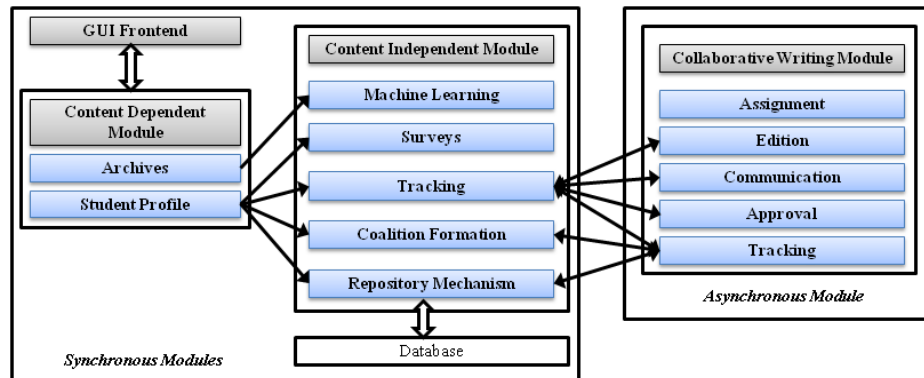 GUI Frontend
Content Dependent
Module
Archives
Student Profile
Content Independent Module
Machine Learning
Surveys
Tracking
Coalition Formation
Repository Mechanism
Database
Synchronous Modules
Collaborative Writing Module
Assignment
Edition
Communication
Approval
Tracking
Asynchronous Module